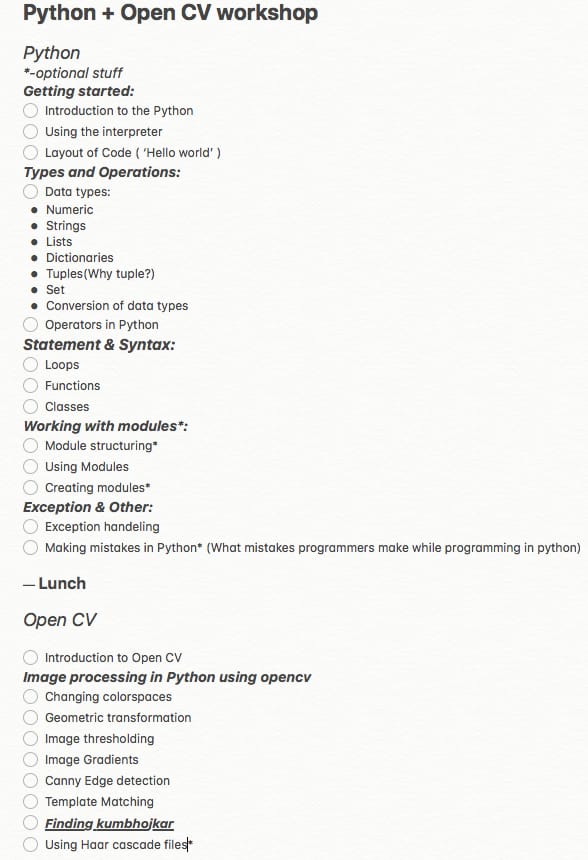 Python + Open CV workshop
Python
*-optional stuff
Getting started:
Introduction to the Python
Using the interpreter
Layout of Code ( ‘Hello world’ )
Types and Operations:
Data types:
• Numeric
• Strings
• Lists
• Dictionaries
• Tuples(Why tuple?)
• Set
• Conversion of data types
Operators in Python
Statement & Syntax:
Loops
Functions
Classes
Working with modules*:
Module structuring*
Using Modules
Creating modules*
Exception & Other:
Exception handeling
Making mistakes in Python* (What mistakes programmers make while programming in python)
— Lunch
Open CV
Introduction to Open CV
Image processing in Python using opencv
Changing colorspaces
Geometric transformation
Image thresholding
Image Gradients
Canny Edge detection
Template Matching
Finding kumbhojkar
Using Haar cascade files*